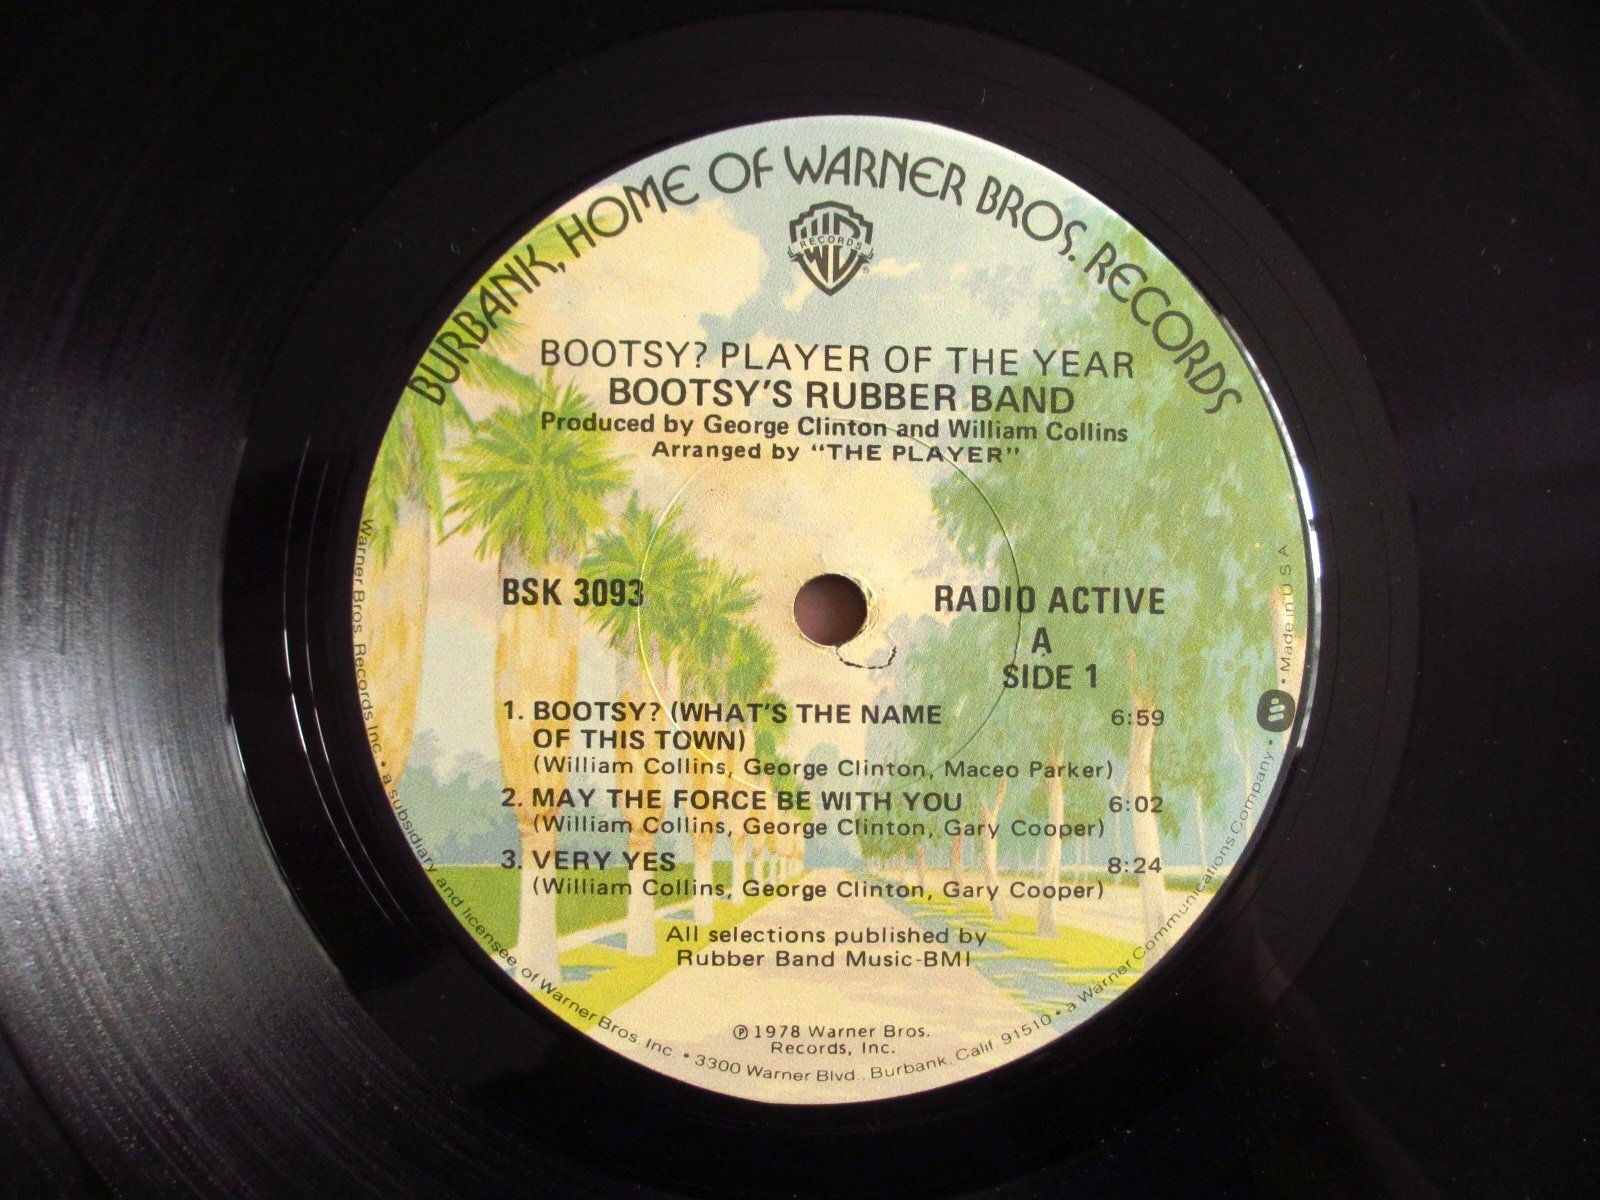 BURBANK, HOME OF WARNER BROS. RECORDS
WB
RECORDS
®
BOOTSY? PLAYER OF THE YEAR
BOOTSY'S RUBBER BAND
Produced by George Clinton and William Collins
Arranged by "THE PLAYER"
BSK 3093
RADIO ACTIVE
A
SIDE 1
1. BOOTSY? (WHAT'S THE NAME 6:59
OF THIS TOWN)
(William Collins, George Clinton, Maceo Parker)
2. MAY THE FORCE BE WITH YOU 6:02
(William Collins, George Clinton, Gary Cooper)
3. VERY YES 8:24
(William Collins, George Clinton, Gary Cooper)
All selections published by
Rubber Band Music-BMI
℗ 1978 Warner Bros.
Records, Inc.
Warner Bros. Records Inc. • a subsidiary and licensee of Warner Bros. Inc. • 3300 Warner Blvd., Burbank, Calif. 91510 • a Warner Communications Company • Made in U S A